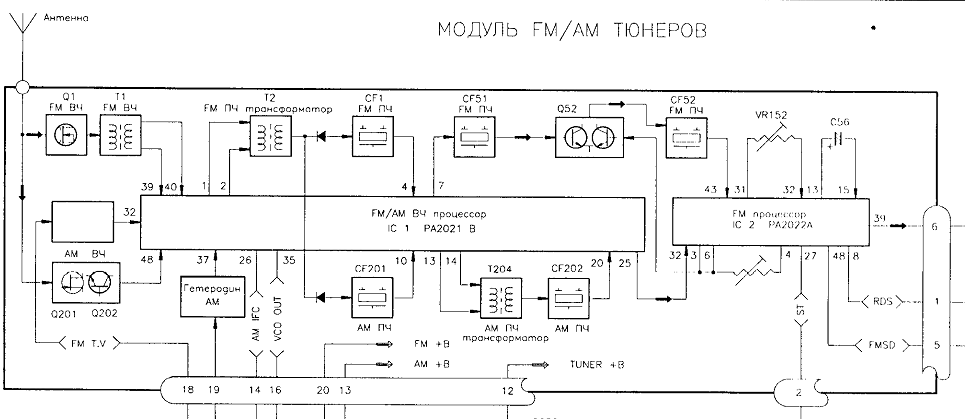 Антенна
МОДУЛЬ FM/AM ТЮНЕРОВ
Q1
FM ВЧ
T1
FM ВЧ
T2
FM ПЧ трансформатор
CF1
FM ПЧ
CF51
FM ПЧ
Q52
CF52
FM ПЧ
VR152
C56
39
40
1
2
4
7
43
31
32
13
15
32
FM/AM ВЧ процессор
IC 1 PA2021 B
FM процессор
IC 2 PA2022A
39
6
АМ ВЧ
48
37
26
35
10
13
14
20
25
32
3
6
4
27
48
8
Гетеродин
АМ
CF201
АМ ПЧ
T204
АМ ПЧ
трансформатор
CF202
АМ ПЧ
Q201
Q202
AM IFC
VCO OUT
ST
RDS
1
FM T.V
FMSD
5
FM +B
AM +B
TUNER +B
18
19
14
16
20
13
12
2